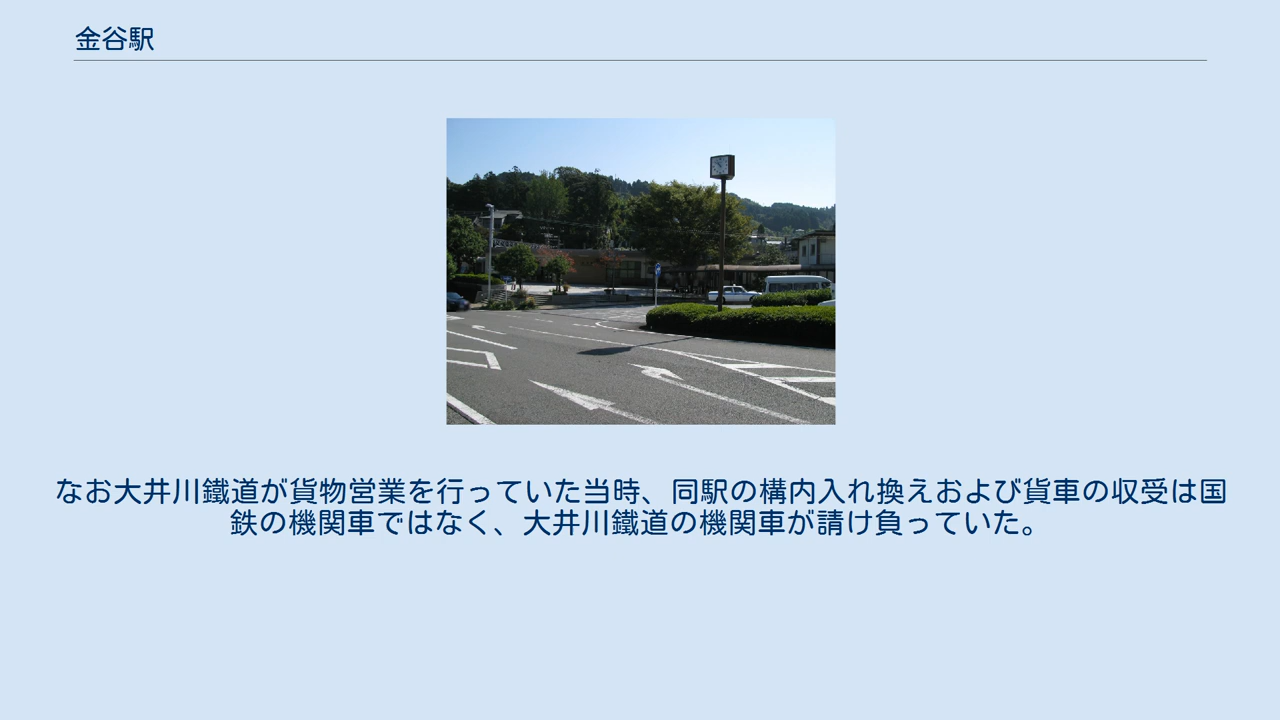 金谷駅
なお大井川鐵道が貨物営業を行っていた当時、同駅の構内入れ換えおよび貨車の収受は国
鉄の機関車ではなく、大井川鐵道の機関車が請け負っていた。